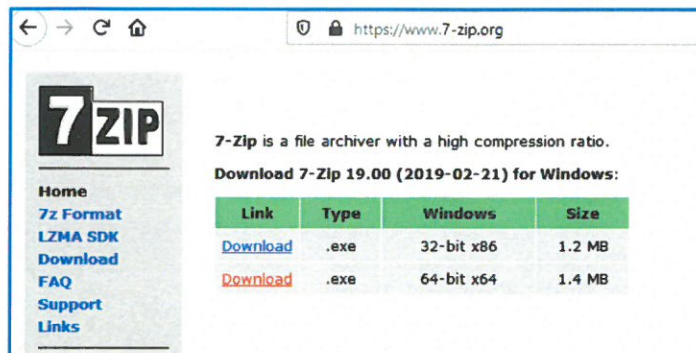 https://www.7-zip.org
7ZIP
7-Zip is a file archiver with a high compression ratio.
Download 7-Zip 19.00 (2019-02-21) for Windows:
Link Type Windows Size
Download .exe 32-bit x86 1.2 MB
Download .exe 64-bit x64 1.4 MB
Home
7z Format
LZMA SDK
Download
FAQ
Support
Links